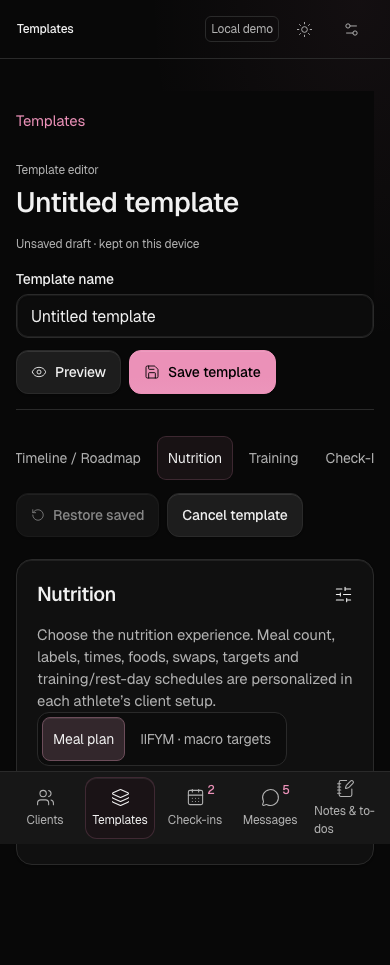 Templates
Local demo
Templates
Template editor
Untitled template
Unsaved draft · kept on this device
Template name
Untitled template
Preview
Save template
Timeline / Roadmap
Nutrition
Training
Check-I
Restore saved
Cancel template
Nutrition
Choose the nutrition experience. Meal count,
labels, times, foods, swaps, targets and
training/rest-day schedules are personalized in
each athlete's client setup.
Meal plan
IIFYM · macro targets
Clients
Templates
2
Check-ins
5
Messages
Notes & to-
dos